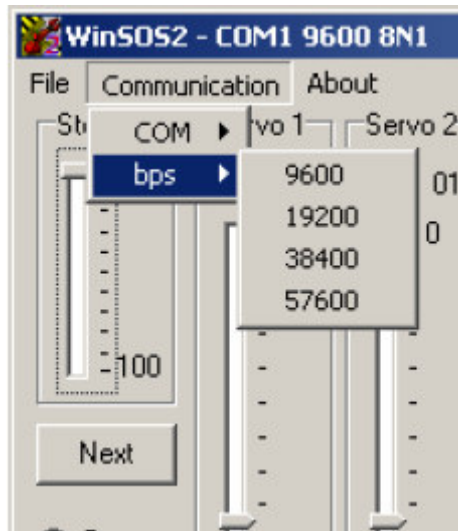 WinSOS2 - COM1 9600 8N1
File Communication About
St vo 1 Servo 2
COM
bps
9600
01
19200
0
38400
57600
100
Next